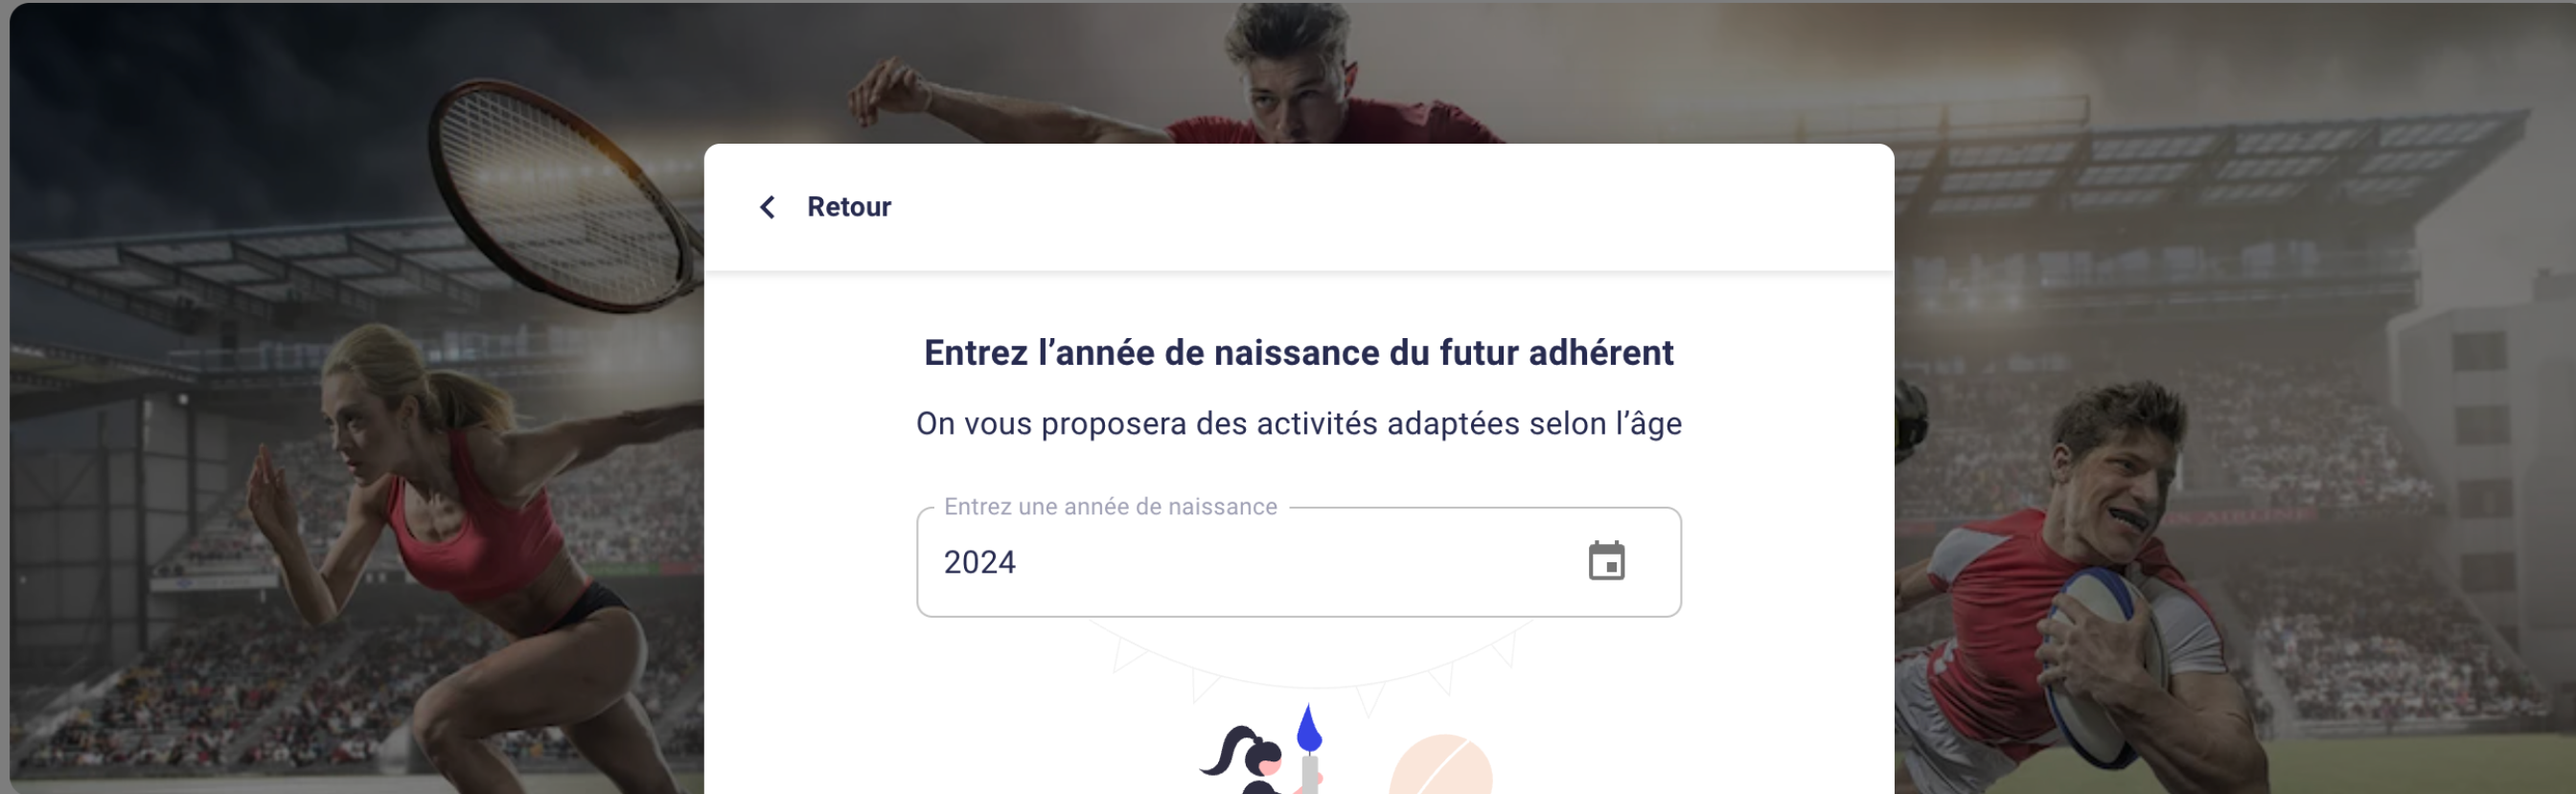 Retour
Entrez l’année de naissance du futur adhérent
On vous proposera des activités adaptées selon l’âge
Entrez une année de naissance
2024